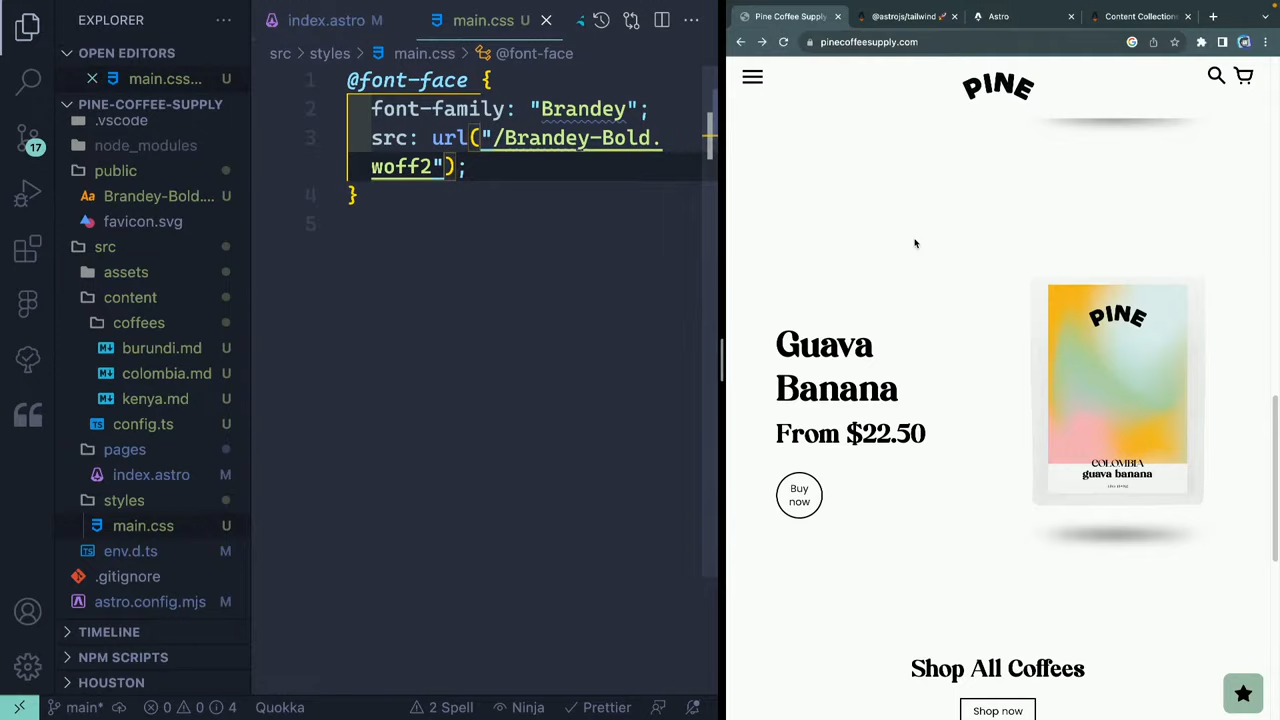 EXPLORER
OPEN EDITORS
main.css... U
PINE-COFFEE-SUPPLY
.vscode
node_modules
public
Aa Brandey-Bold.... U
favicon.svg U
src
assets
content
coffees
burundi.md U
colombia.md U
kenya.md U
config.ts U
pages
index.astro M
styles
main.css U
env.d.ts M
.gitignore
astro.config.mjs M
TIMELINE
NPM SCRIPTS
HOUSTON
17
index.astro M
main.css U
src > styles > main.css > @font-face
1 @font-face {
2 font-family: "Brandey";
3 src: url("/Brandey-Bold.
woff2");
4 }
5
main*
0 0 4
Quokka
2 Spell
Ninja
Prettier
Pine Coffee Supply
@astrojs/tailwind
Astro
Content Collection
pinecoffeesupply.com
PINE
Guava
Banana
From $22.50
Buy
now
PINE
COLOMBIA
guava banana
Shop All Coffees
Shop now